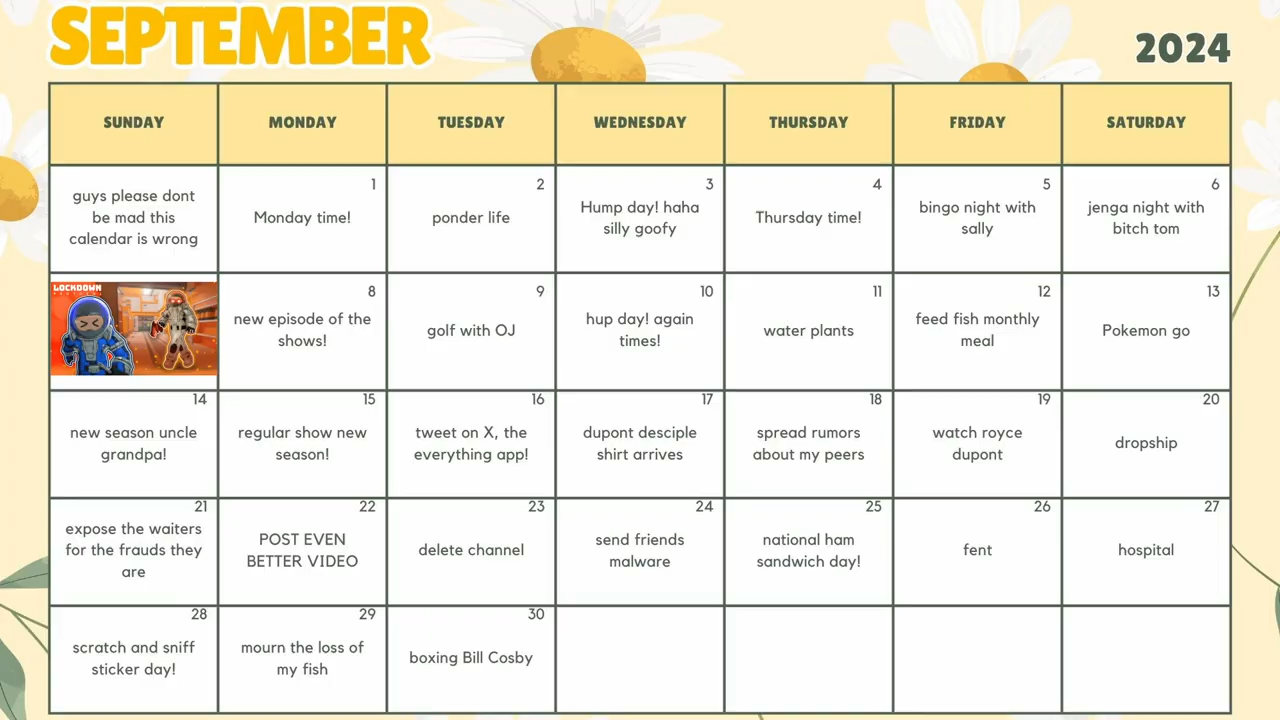 SEPTEMBER
2024
SUNDAY
MONDAY
TUESDAY
WEDNESDAY
THURSDAY
FRIDAY
SATURDAY
guys please dont
be mad this
calendar is wrong
1
Monday time!
2
ponder life
3
Hump day! haha
silly goofy
4
Thursday time!
5
bingo night with
sally
6
jenga night with
bitch tom
LOCKDOWN
8
new episode of the
shows!
9
golf with OJ
10
hup day! again
times!
11
water plants
12
feed fish monthly
meal
13
Pokemon go
14
new season uncle
grandpa!
15
regular show new
season!
16
tweet on X, the
everything app!
17
dupont desciple
shirt arrives
18
spread rumors
about my peers
19
watch royce
dupont
20
dropship
21
expose the waiters
for the frauds they
are
22
POST EVEN
BETTER VIDEO
23
delete channel
24
send friends
malware
25
national ham
sandwich day!
26
fent
27
hospital
28
scratch and sniff
sticker day!
29
mourn the loss of
my fish
30
boxing Bill Cosby